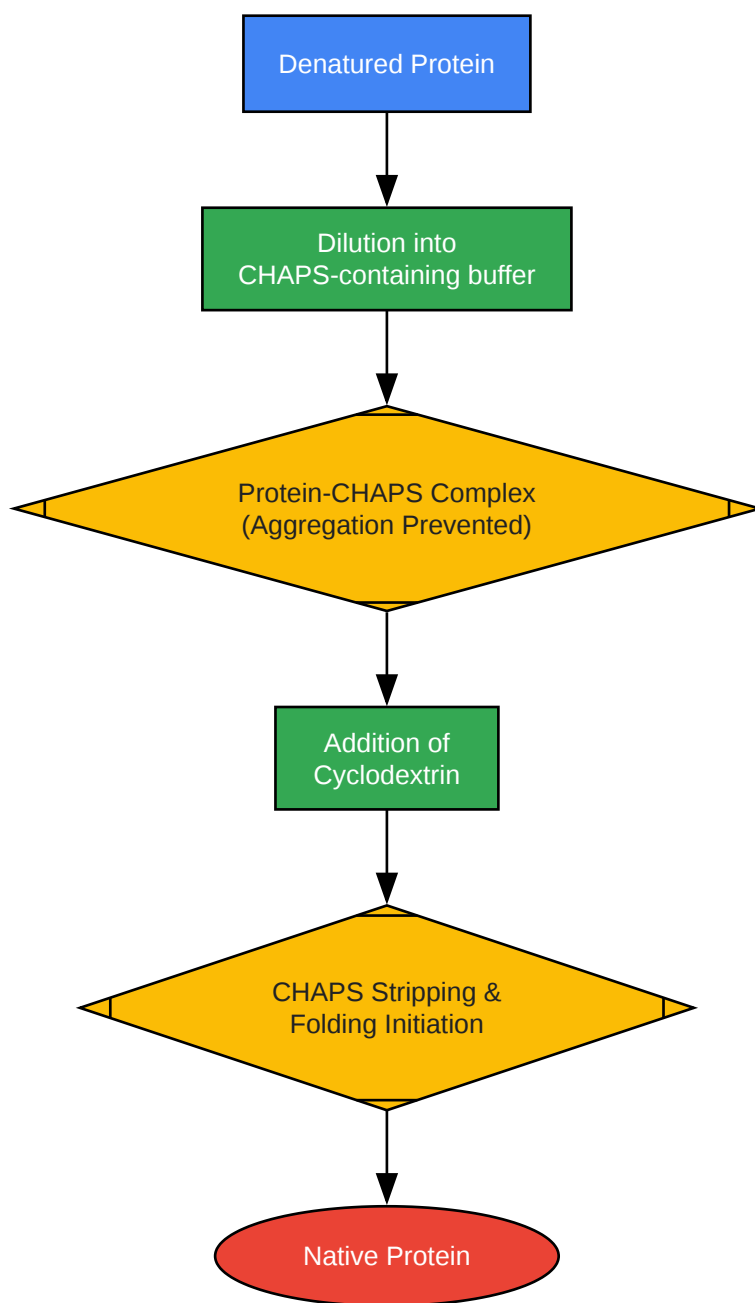 Denatured Protein
Dilution into
CHAPS-containing buffer
Protein-CHAPS Complex
(Aggregation Prevented)
Addition of
Cyclodextrin
CHAPS Stripping &
Folding Initiation
Native Protein